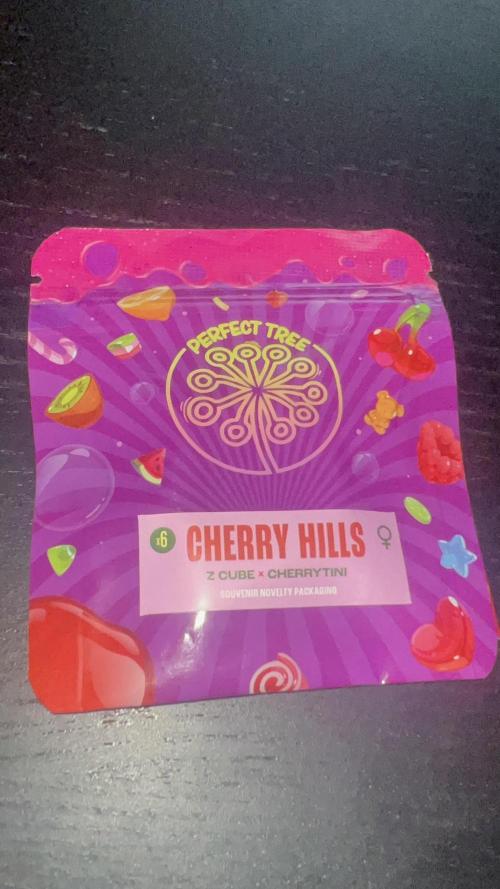 PERFECT TREE
x6
CHERRY HILLS
Z CUBE x CHERRYTINI
SOUVENIR NOVELTY PACKAGING